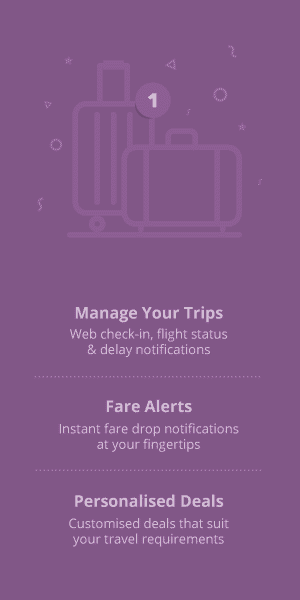 1
Manage Your Trips
Web check-in, flight status
& delay notifications
Fare Alerts
Instant fare drop notifications
at your fingertips
Personalised Deals
Customised deals that suit
your travel requirements